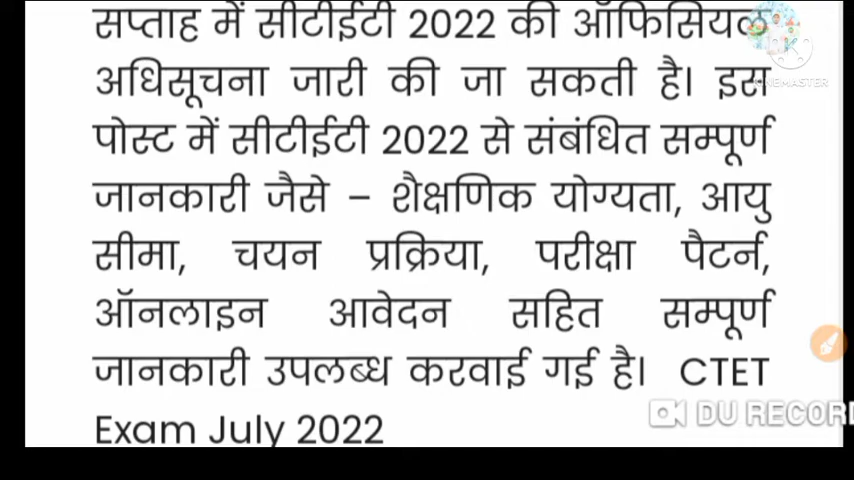 सप्ताह में सीटीईटी 2022 की ऑफिसियल
अधिसूचना जारी की जा सकती है। इस
पोस्ट में सीटीईटी 2022 से संबंधित सम्पूर्ण
जानकारी जैसे – शैक्षणिक योग्यता, आयु
सीमा, चयन प्रक्रिया, परीक्षा पैटर्न,
ऑनलाइन आवेदन सहित सम्पूर्ण
जानकारी उपलब्ध करवाई गई है। CTET
Exam July 2022
KINEMASTER
DU RECOR